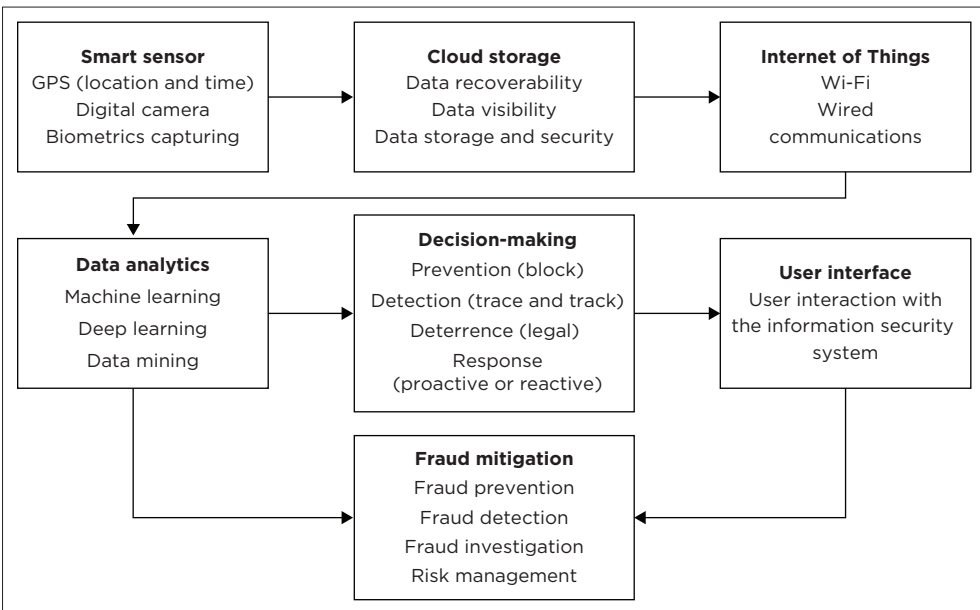 Smart sensor
GPS (location and time)
Digital camera
Biometrics capturing
Cloud storage
Data recoverability
Data visibility
Data storage and security
Internet of Things
Wi-Fi
Wired
communications
Data analytics
Machine learning
Deep learning
Data mining
Decision-making
Prevention (block)
Detection (trace and track)
Deterrence (legal)
Response
(proactive or reactive)
User interface
User interaction with
the information security
system
Fraud mitigation
Fraud prevention
Fraud detection
Fraud investigation
Risk management